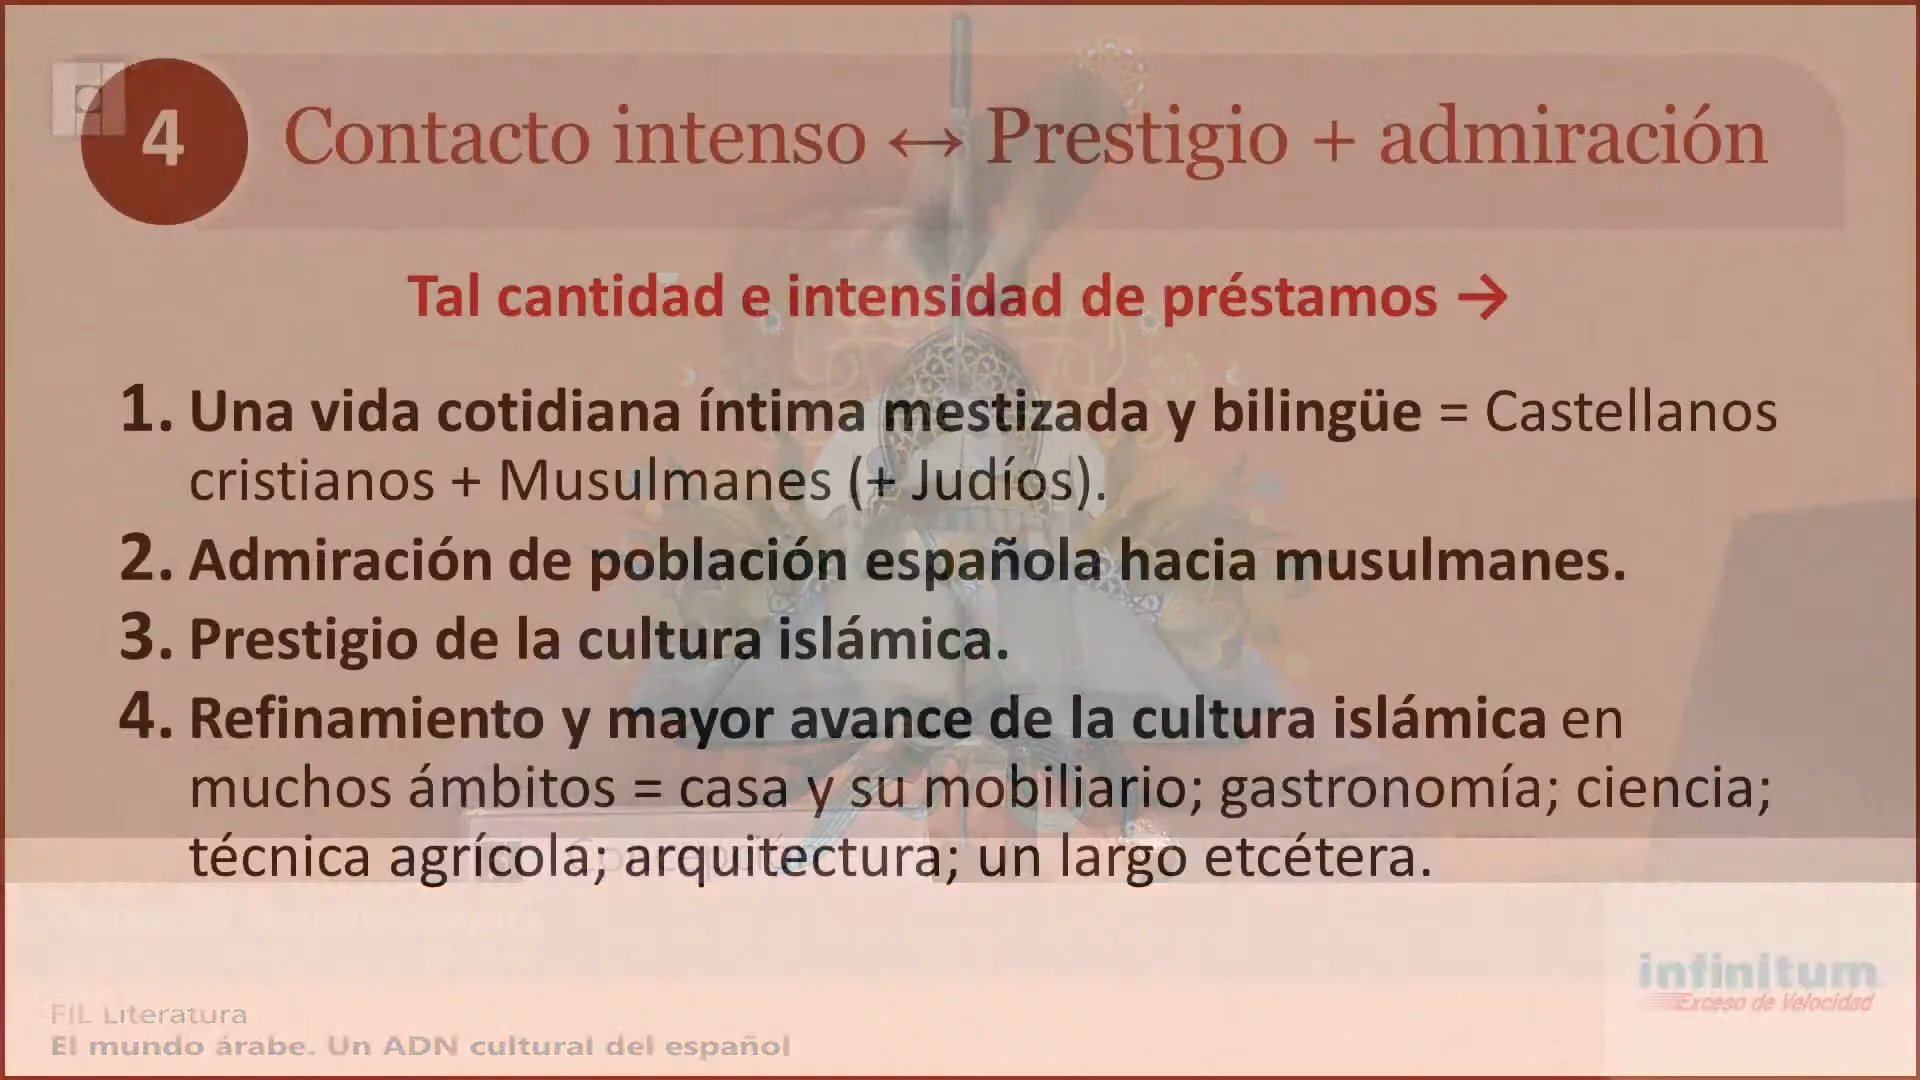 4
Contacto intenso ↔ Prestigio + admiración
Tal cantidad e intensidad de préstamos →
1. Una vida cotidiana íntima mestizada y bilingüe = Castellanos
cristianos + Musulmanes (+ Judíos).
2. Admiración de población española hacia musulmanes.
3. Prestigio de la cultura islámica.
4. Refinamiento y mayor avance de la cultura islámica en
muchos ámbitos = casa y su mobiliario; gastronomía; ciencia;
técnica agrícola; arquitectura; un largo etcétera.
infinitum
Exceso de Velocidad
FIL Literatura
El mundo árabe. Un ADN cultural del español